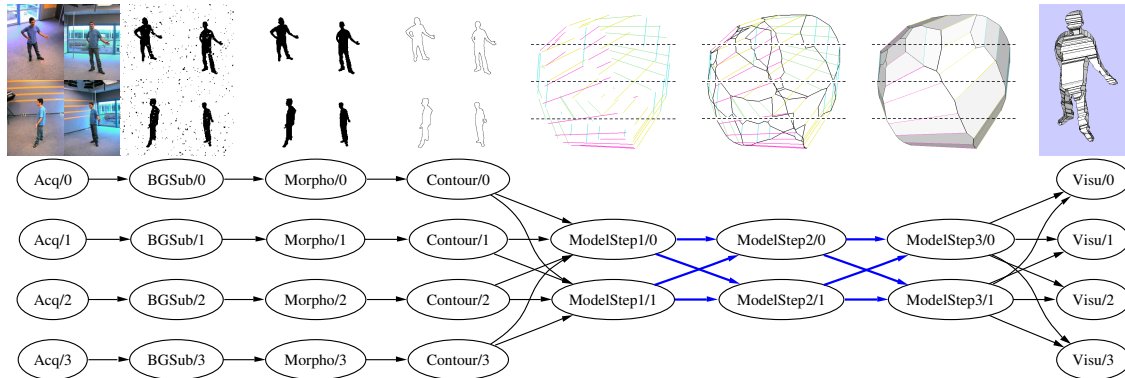 Acq/0 BGSub/0 Morpho/0 Contour/0 Visu/0
Acq/1 BGSub/1 Morpho/1 Contour/1 ModelStep1/0 ModelStep2/0 ModelStep3/0 Visu/1
Acq/2 BGSub/2 Morpho/2 Contour/2 ModelStep1/1 ModelStep2/1 ModelStep3/1 Visu/2
Acq/3 BGSub/3 Morpho/3 Contour/3 Visu/3